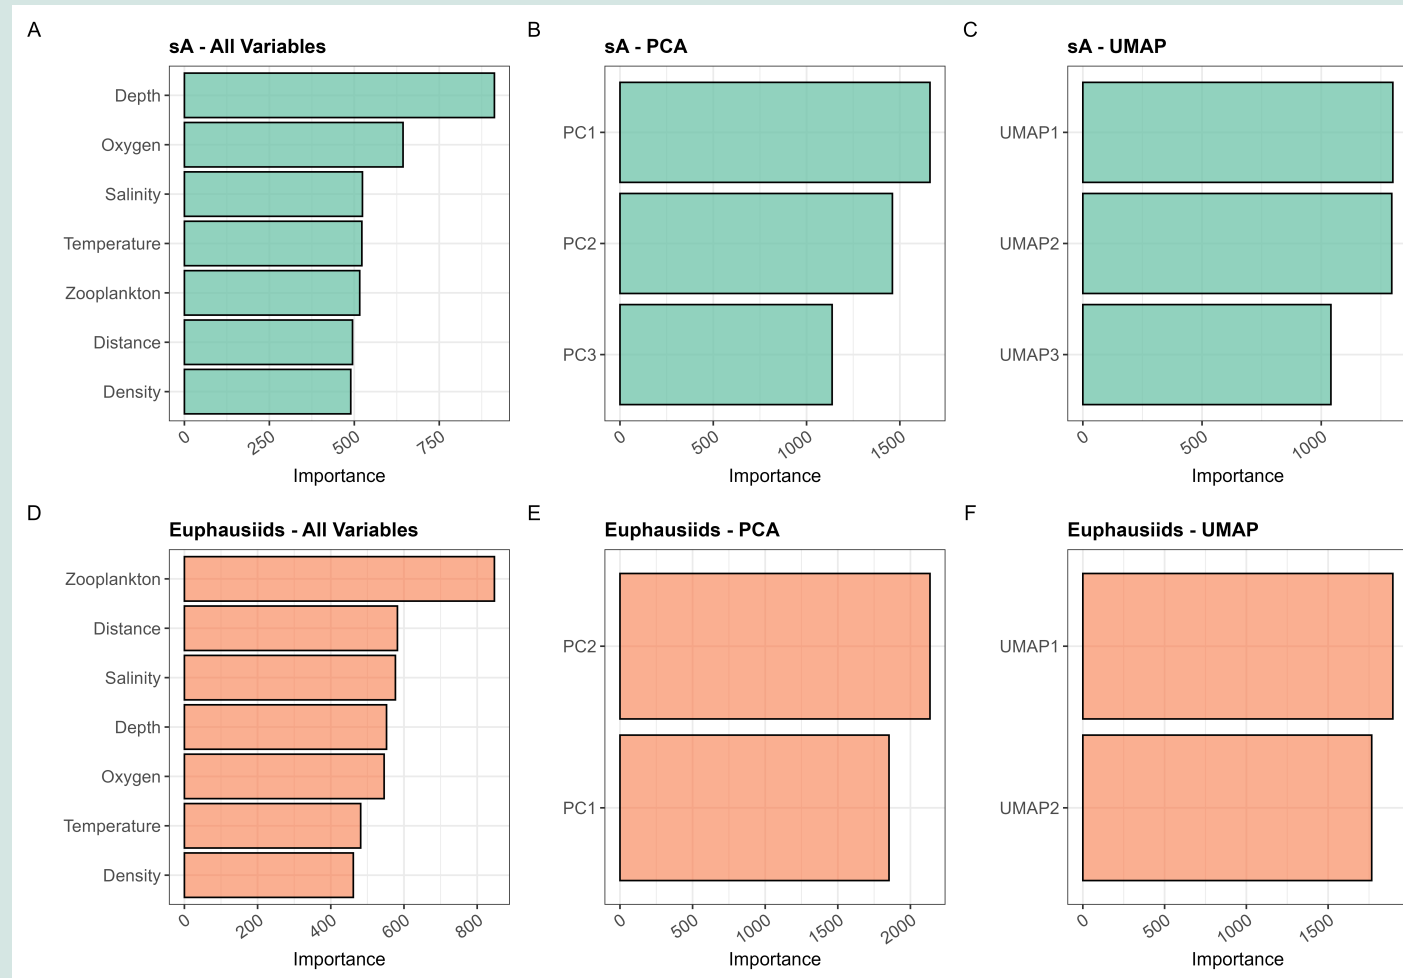 A
sA - All Variables
Depth
Oxygen
Salinity
Temperature
Zooplankton
Distance
Density
0 250 500 750
Importance
B
sA - PCA
PC1
PC2
PC3
0 500 1000 1500
Importance
C
sA - UMAP
UMAP1
UMAP2
UMAP3
0 500 1000
Importance
D
Euphausiids - All Variables
Zooplankton
Distance
Salinity
Depth
Oxygen
Temperature
Density
0 200 400 600 800
Importance
E
Euphausiids - PCA
PC2
PC1
0 500 1000 1500 2000
Importance
F
Euphausiids - UMAP
UMAP1
UMAP2
0 500 1000 1500
Importance